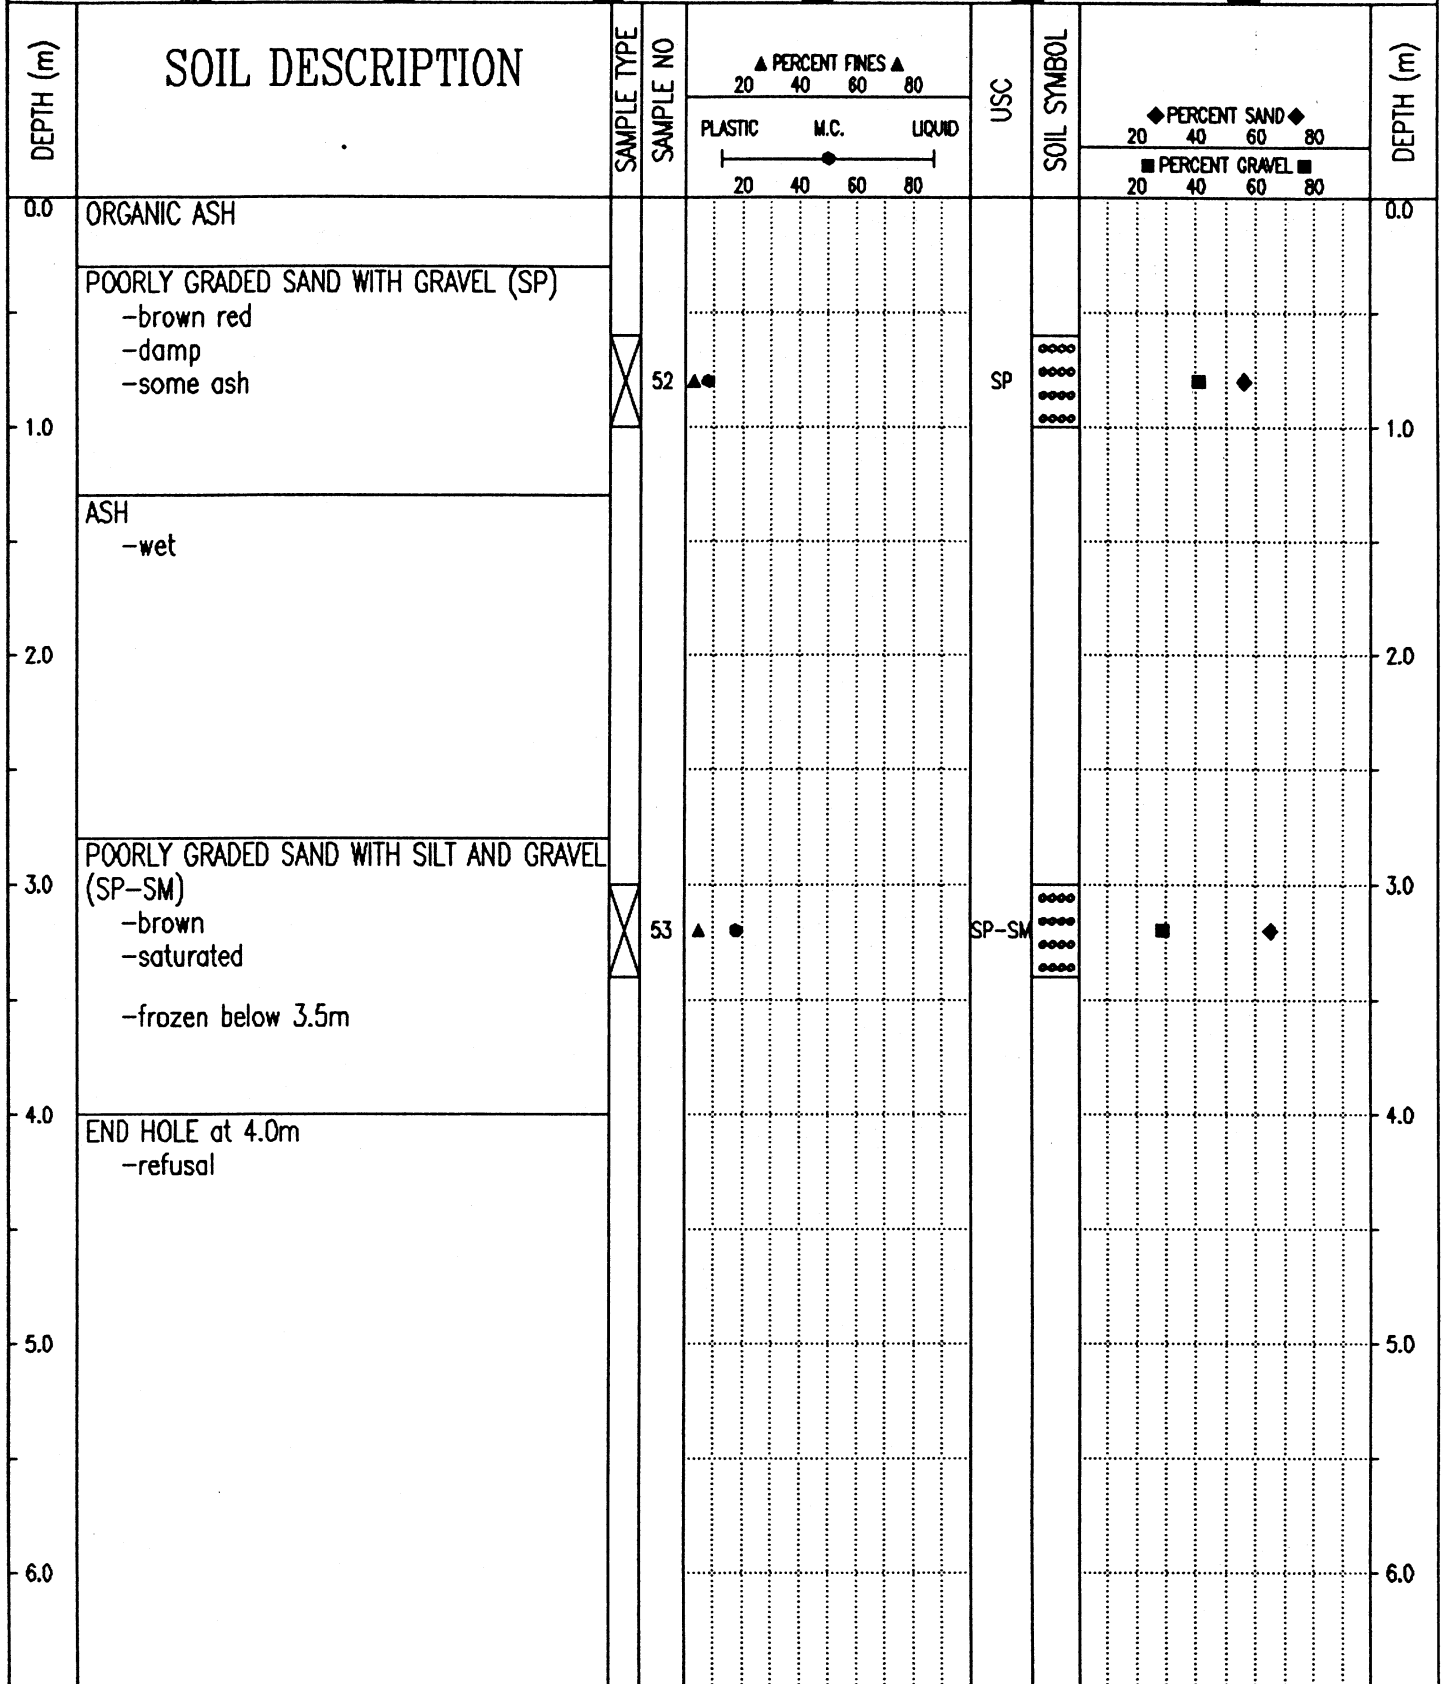 DEPTH (m)
SOIL DESCRIPTION
SAMPLE TYPE
SAMPLE NO
▲ PERCENT FINES ▲
20 40 60 80
PLASTIC M.C. LIQUID
20 40 60 80
USC
SOIL SYMBOL
◆ PERCENT SAND ◆
20 40 60 80
■ PERCENT GRAVEL ■
20 40 60 80
DEPTH (m)
0.0 ORGANIC ASH 0.0
POORLY GRADED SAND WITH GRAVEL (SP)
-brown red
-damp
-some ash 52 SP
1.0 1.0
ASH
-wet
2.0 2.0
POORLY GRADED SAND WITH SILT AND GRAVEL
3.0 (SP-SM) 3.0
-brown 53 SP-SM
-saturated
-frozen below 3.5m
4.0 4.0
END HOLE at 4.0m
-refusal
5.0 5.0
6.0 6.0